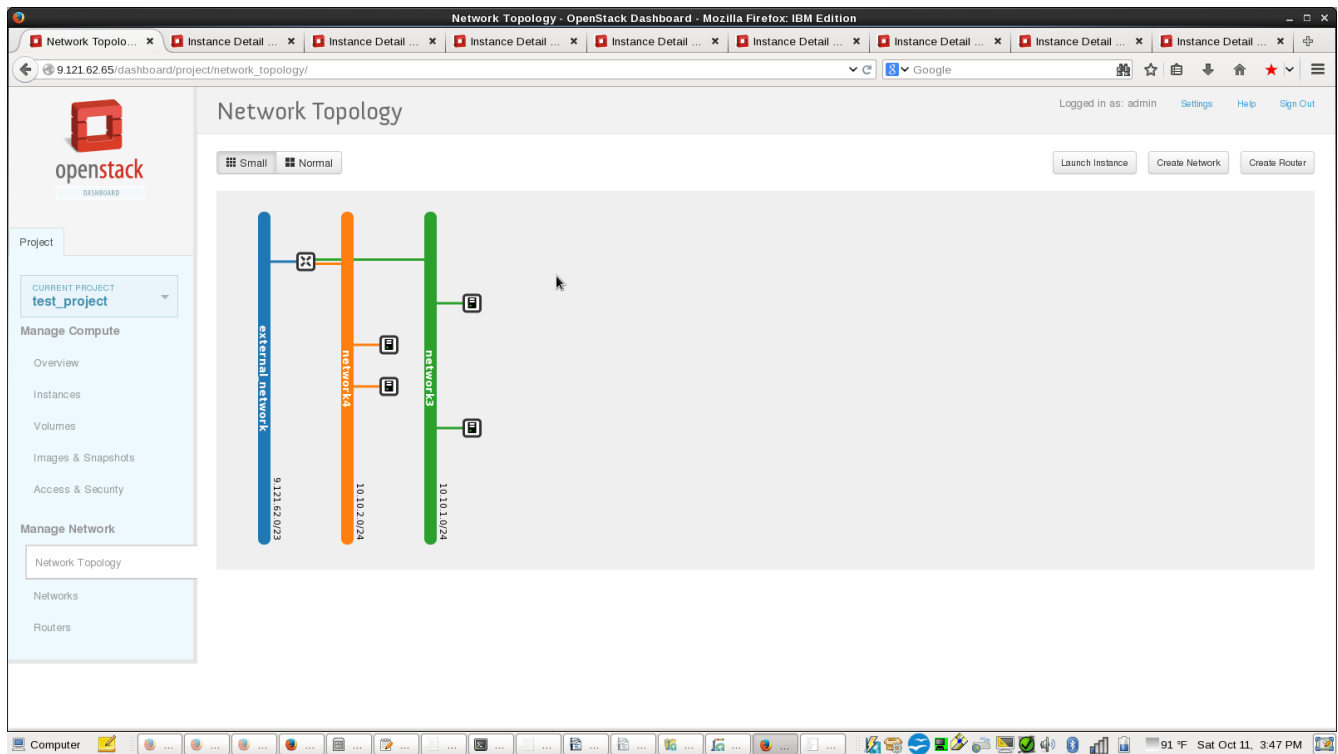 Network Topology - OpenStack Dashboard - Mozilla Firefox: IBM Edition
Network Topolo... Instance Detail ... Instance Detail ... Instance Detail ... Instance Detail ... Instance Detail ... Instance Detail ... Instance Detail ... Instance Detail ...
9.121.62.65/dashboard/project/network_topology/ Google
openstack
DASHBOARD
Network Topology
Logged in as: admin Settings Help Sign Out
Small Normal
Launch Instance Create Network Create Router
Project
CURRENT PROJECT
test_project
Manage Compute
Overview
Instances
Volumes
Images & Snapshots
Access & Security
Manage Network
Network Topology
Networks
Routers
external network
9.121.62.0/23
network4
10.10.2.0/24
network3
10.10.1.0/24
Computer ... ... ... ... ... ... ... ... ... ... ... ... ... ... ... 91 °F Sat Oct 11, 3:47 PM